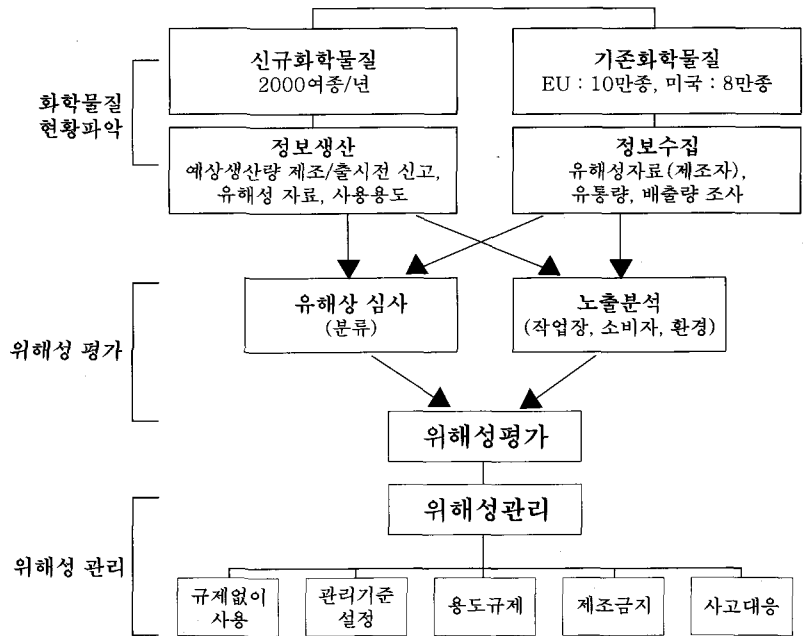 신규화학물질
2000여종/년
기존화학물질
EU : 10만종, 미국 : 8만종
화학물질
현황파악
정보생산
예상생산량 제조/출시전 신고,
유해성 자료, 사용용도
정보수집
유해성자료(제조자),
유통량, 배출량 조사
유해상 심사
(분류)
노출분석
(작업장, 소비자, 환경)
위해성 평가
위해성평가
위해성관리
위해성 관리
규제없이
사용
관리기준
설정
용도규제
제조금지
사고대응